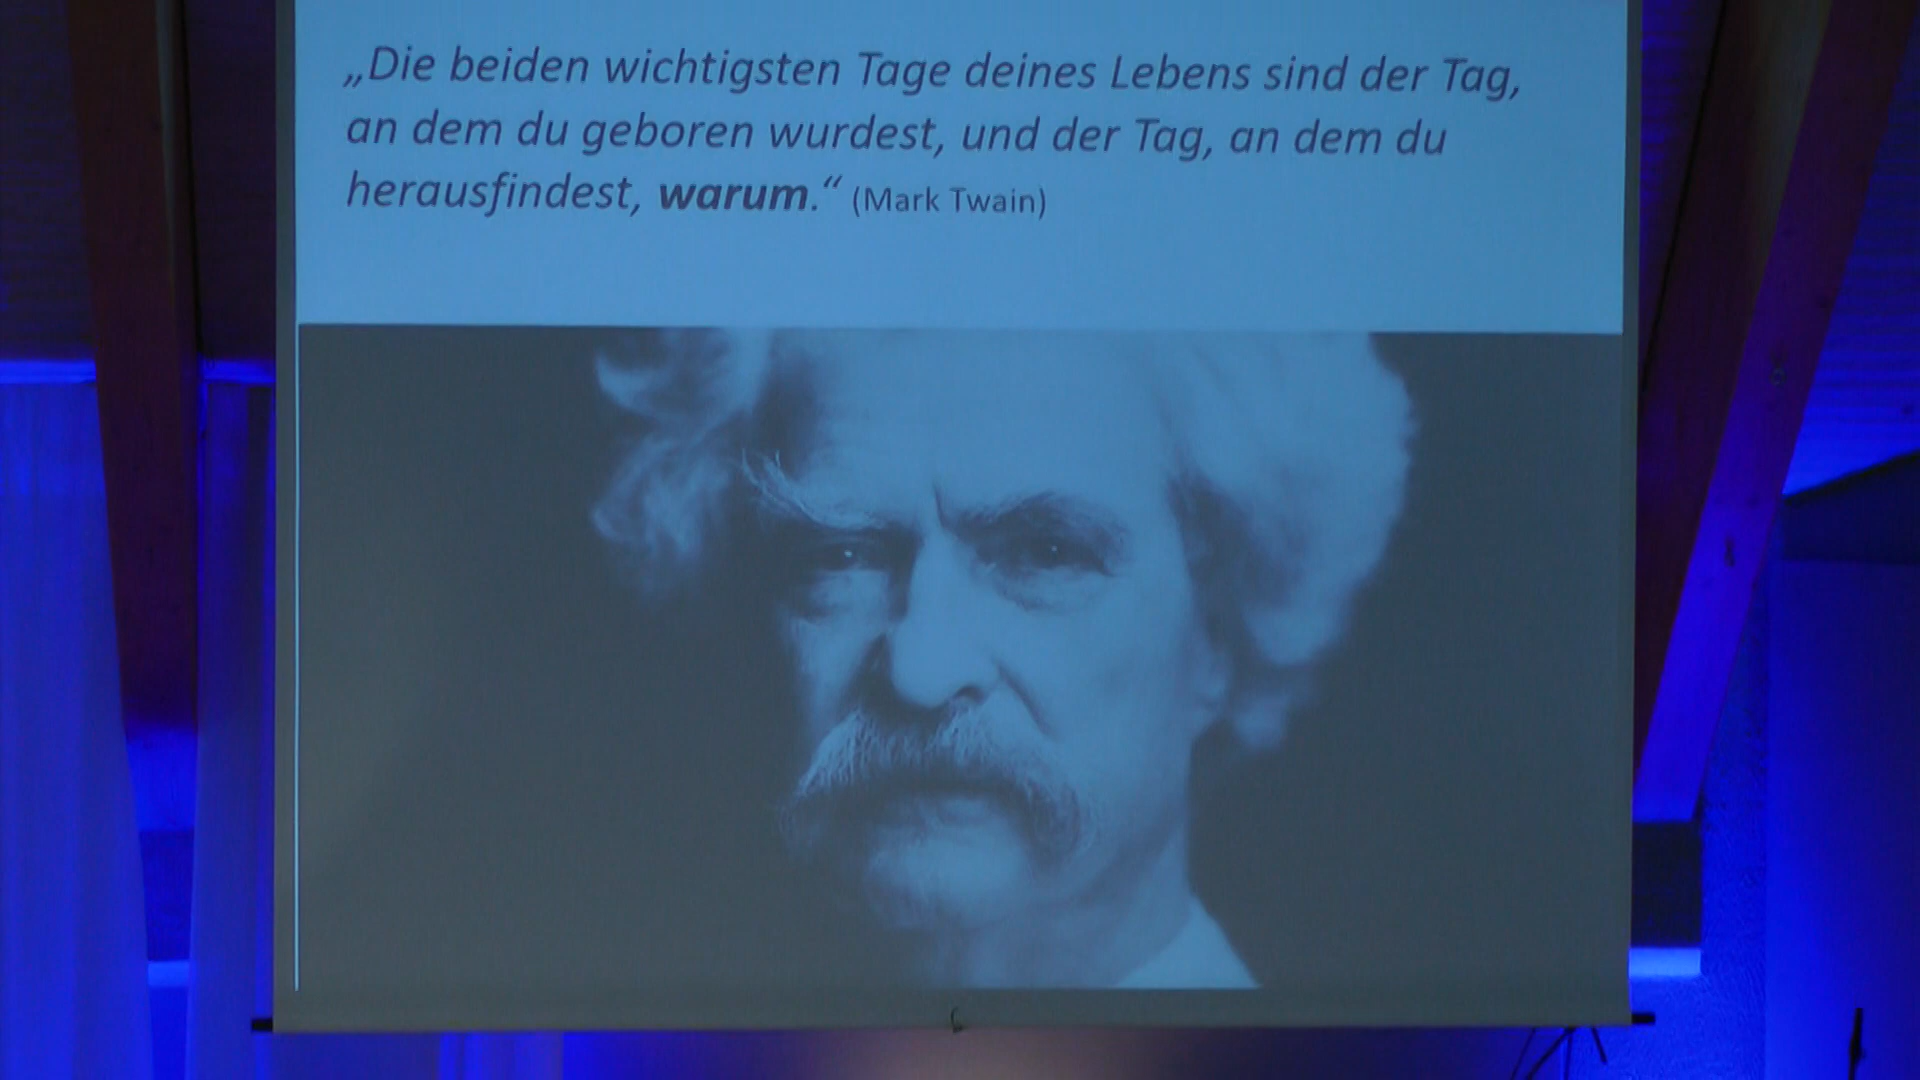 „Die beiden wichtigsten Tage deines Lebens sind der Tag,
an dem du geboren wurdest, und der Tag, an dem du
herausfindest, warum.“ (Mark Twain)